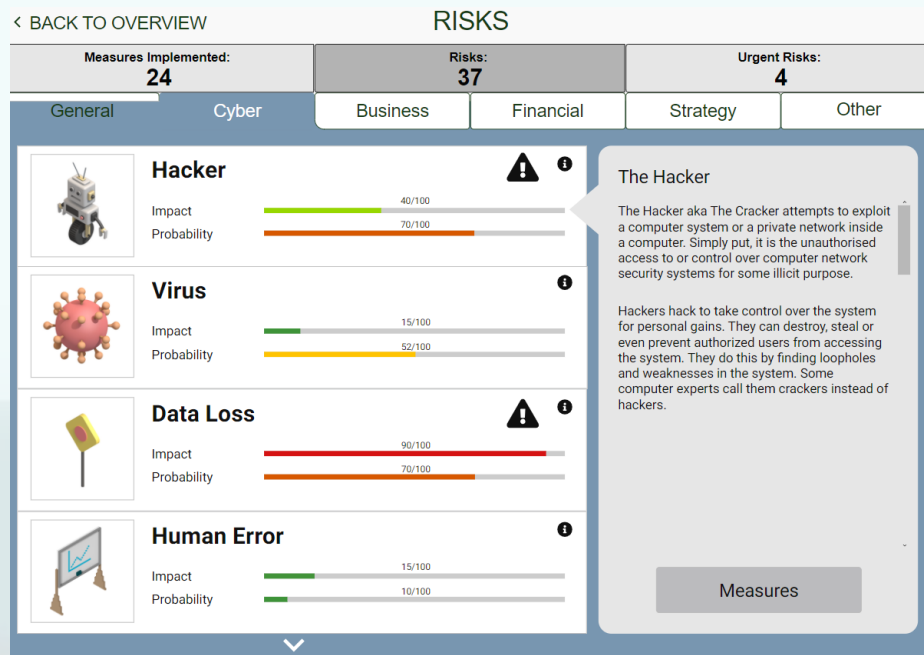 < BACK TO OVERVIEW
RISKS
Measures Implemented:
24
Risks:
37
Urgent Risks:
4
General
Cyber
Business
Financial
Strategy
Other
Hacker
Impact
40/100
Probability
70/100
Virus
Impact
15/100
Probability
52/100
Data Loss
Impact
90/100
Probability
70/100
Human Error
Impact
15/100
Probability
10/100
The Hacker
The Hacker aka The Cracker attempts to exploit
a computer system or a private network inside
a computer. Simply put, it is the unauthorised
access to or control over computer network
security systems for some illicit purpose.
Hackers hack to take control over the system
for personal gains. They can destroy, steal or
even prevent authorized users from accessing
the system. They do this by finding loopholes
and weaknesses in the system. Some
computer experts call them crackers instead of
hackers.
Measures